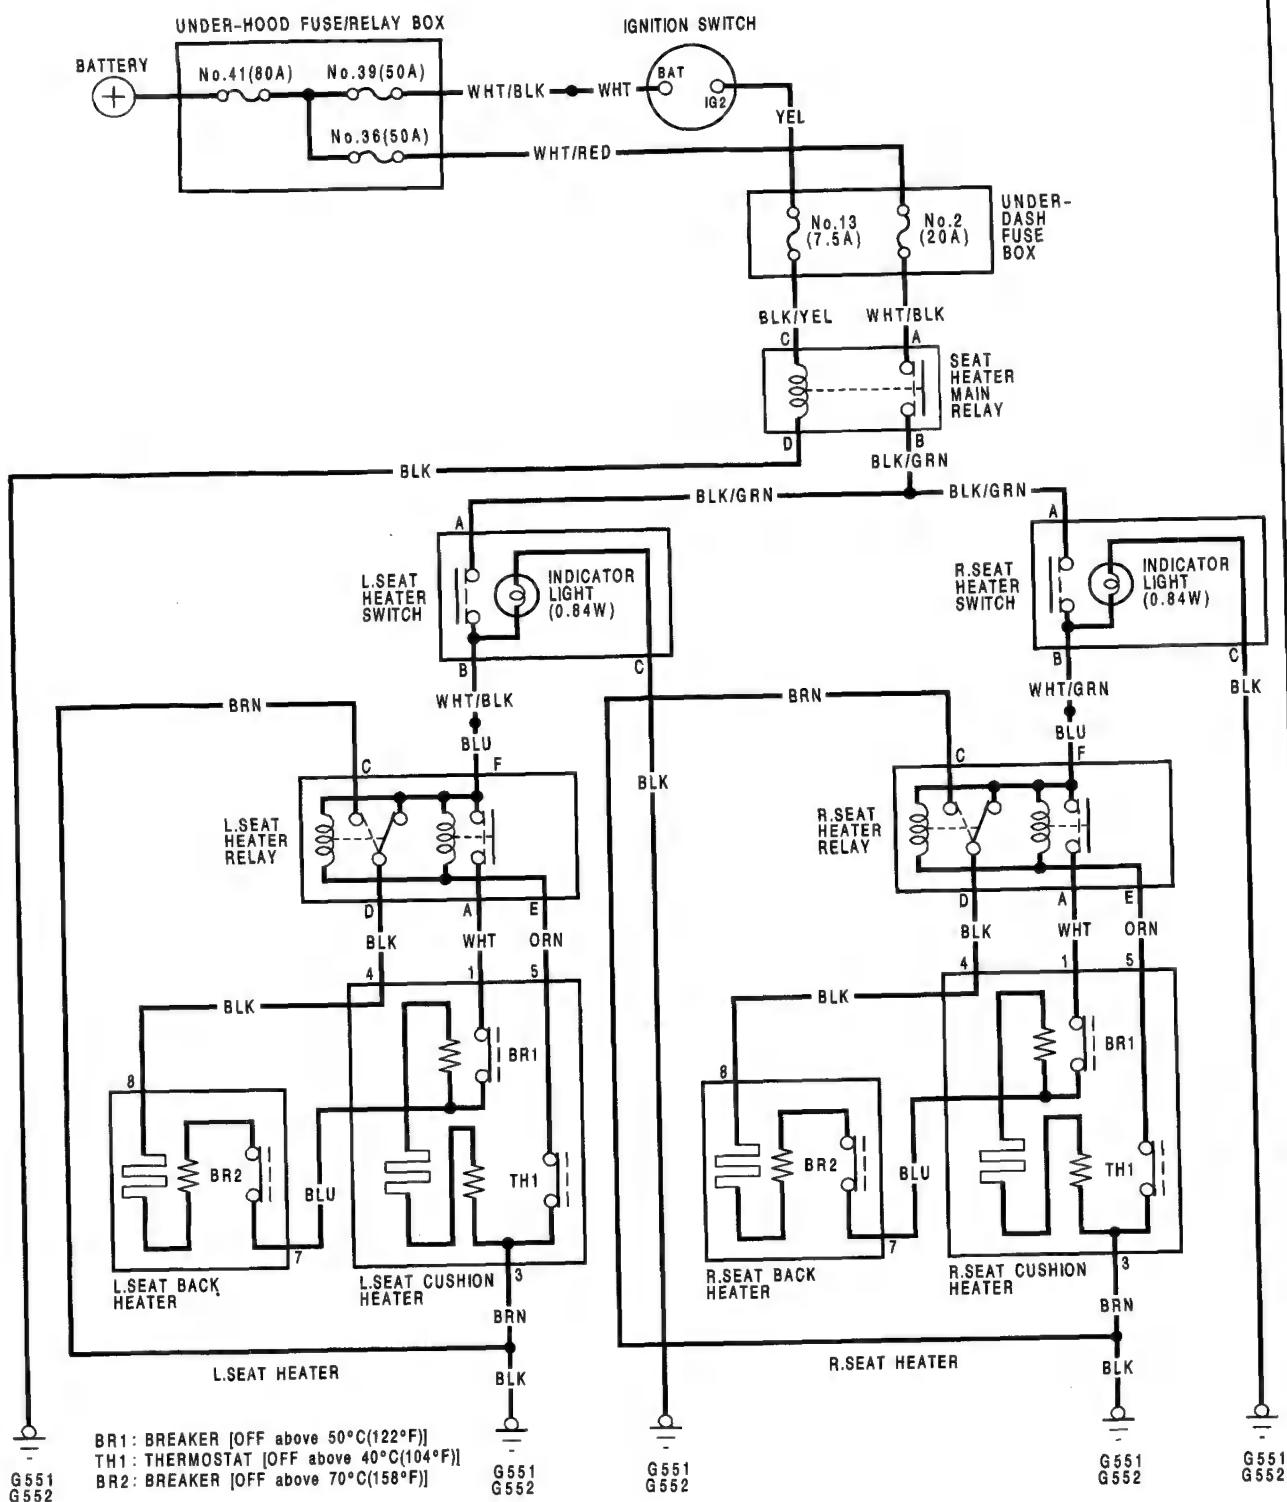 UNDER-HOOD FUSE/RELAY BOX
IGNITION SWITCH
BATTERY
No.41(80A)
No.39(50A)
WHT/BLK
WHT
BAT
IG2
YEL
No.36(50A)
WHT/RED
No.13
(7.5A)
No.2
(20A)
UNDER-
DASH
FUSE
BOX
BLK/YEL
WHT/BLK
C
A
SEAT
HEATER
MAIN
RELAY
D
B
BLK
BLK/GRN
BLK/GRN
BLK/GRN
A
L.SEAT
HEATER
SWITCH
INDICATOR
LIGHT
(0.84W)
B
C
A
R.SEAT
HEATER
SWITCH
INDICATOR
LIGHT
(0.84W)
B
C
BRN
WHT/BLK
BLU
BLK
BRN
WHT/GRN
BLU
BLK
C
F
L.SEAT
HEATER
RELAY
D
A
E
C
F
R.SEAT
HEATER
RELAY
D
A
E
BLK
WHT
ORN
BLK
WHT
ORN
4
1
5
4
1
5
BLK
BR1
BLK
BR1
8
BR2
BLU
TH1
8
BR2
BLU
TH1
7
3
7
3
L.SEAT BACK
HEATER
L.SEAT CUSHION
HEATER
R.SEAT BACK
HEATER
R.SEAT CUSHION
HEATER
BRN
BRN
L.SEAT HEATER
BLK
R.SEAT HEATER
BLK
BR1: BREAKER [OFF above 50°C(122°F)]
TH1: THERMOSTAT [OFF above 40°C(104°F)]
BR2: BREAKER [OFF above 70°C(158°F)]
G551
G552
G551
G552
G551
G552
G551
G552
G551
G552